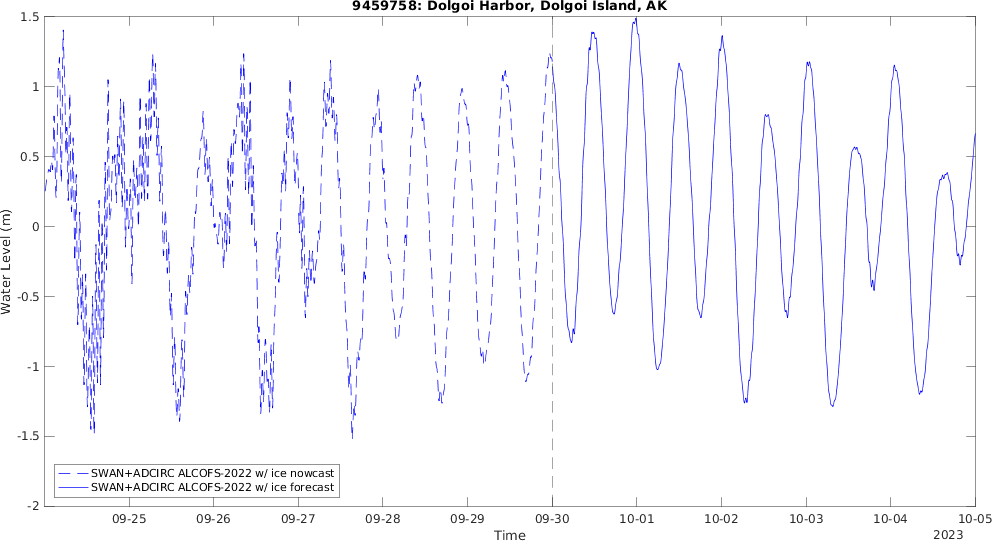 9459758: Dolgoi Harbor, Dolgoi Island, AK
1.5
1
0.5
0
-0.5
-1
-1.5
-2
Water Level (m)
SWAN+ADCIRC ALCOFS-2022 w/ ice nowcast
SWAN+ADCIRC ALCOFS-2022 w/ ice forecast
09-25 09-26 09-27 09-28 09-29 09-30 10-01 10-02 10-03 10-04 10-05
Time
2023